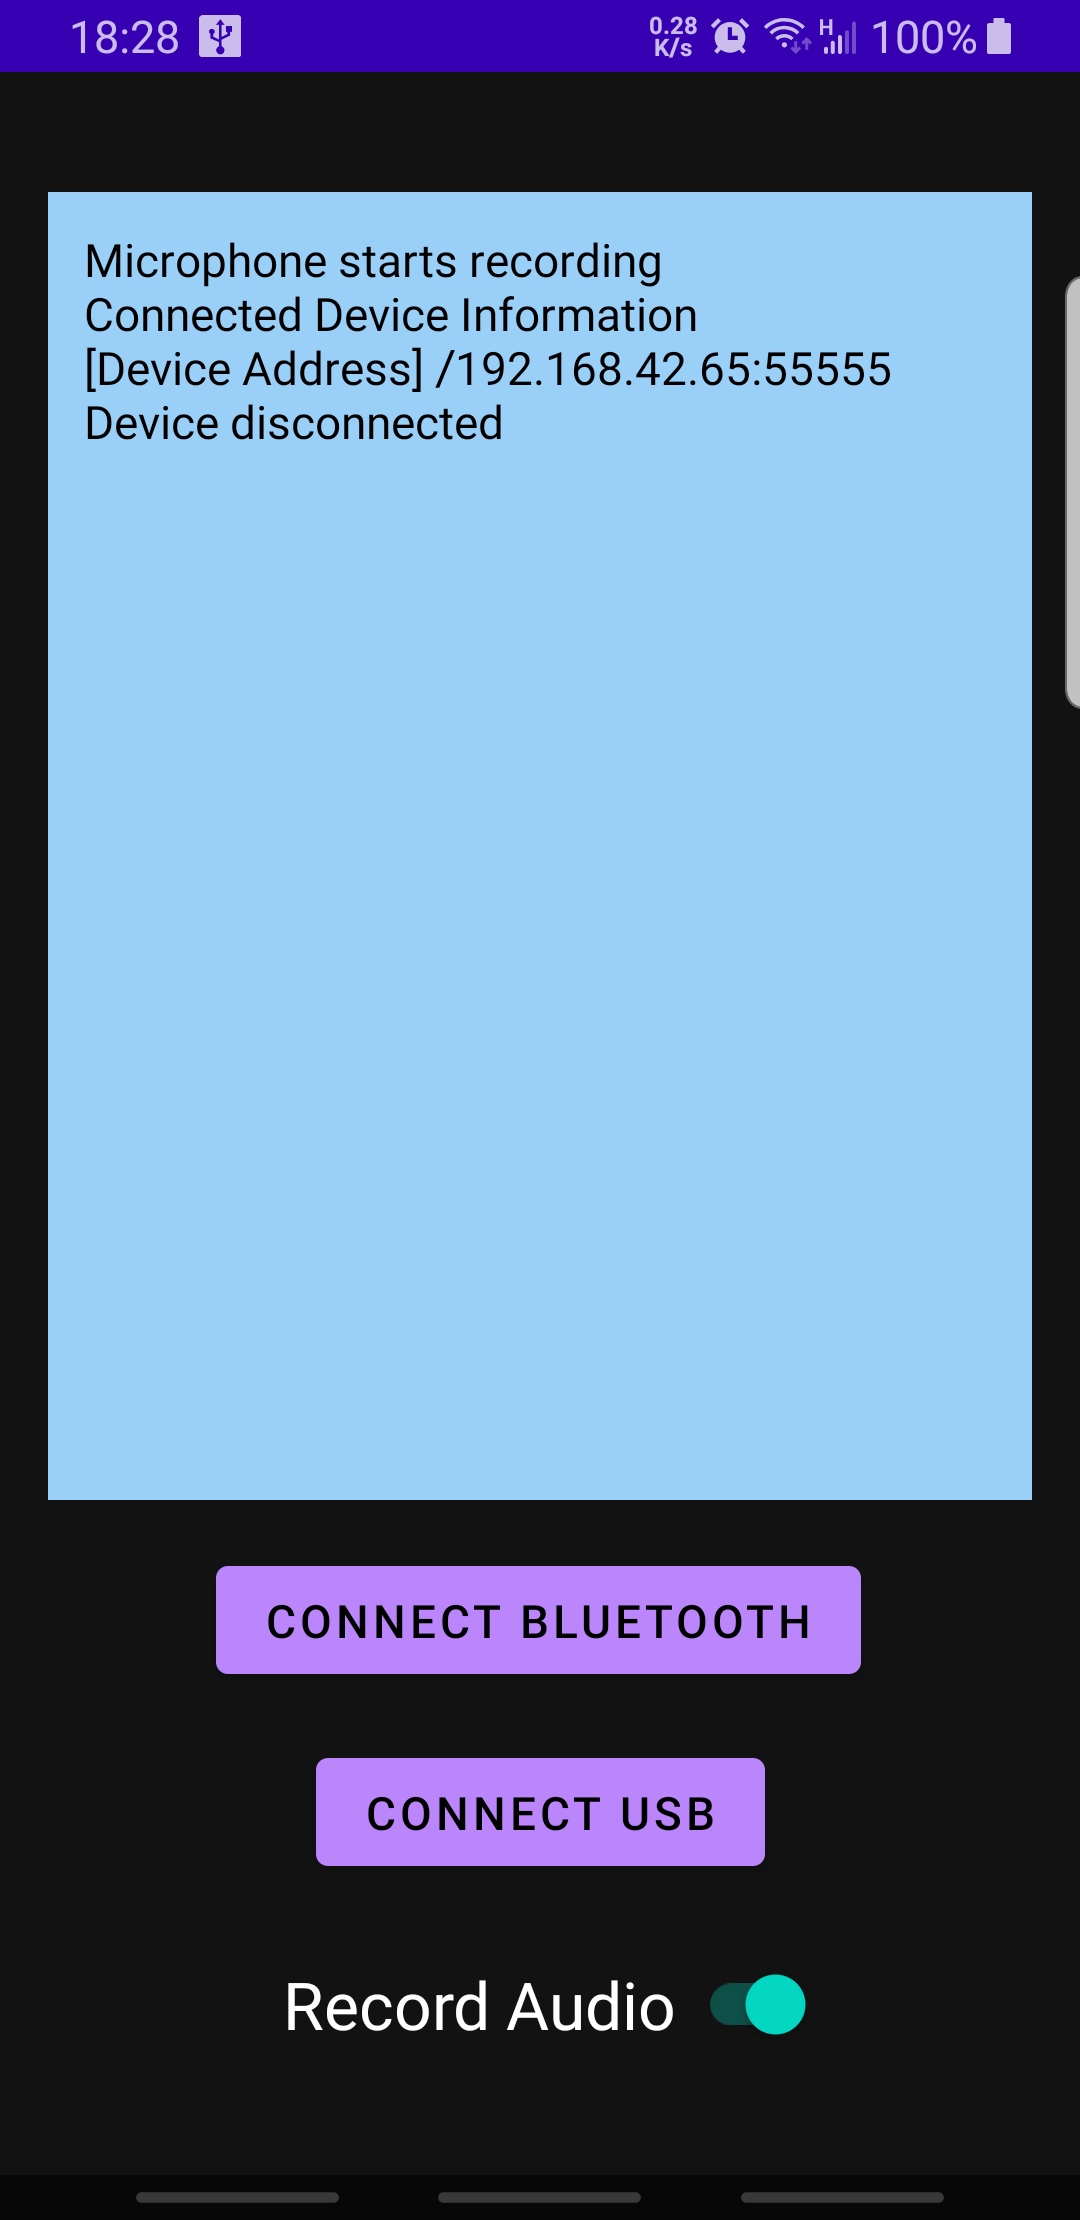 18:28 0.28 K/s H 100%
Microphone starts recording
Connected Device Information
[Device Address] /192.168.42.65:55555
Device disconnected
CONNECT BLUETOOTH
CONNECT USB
Record Audio